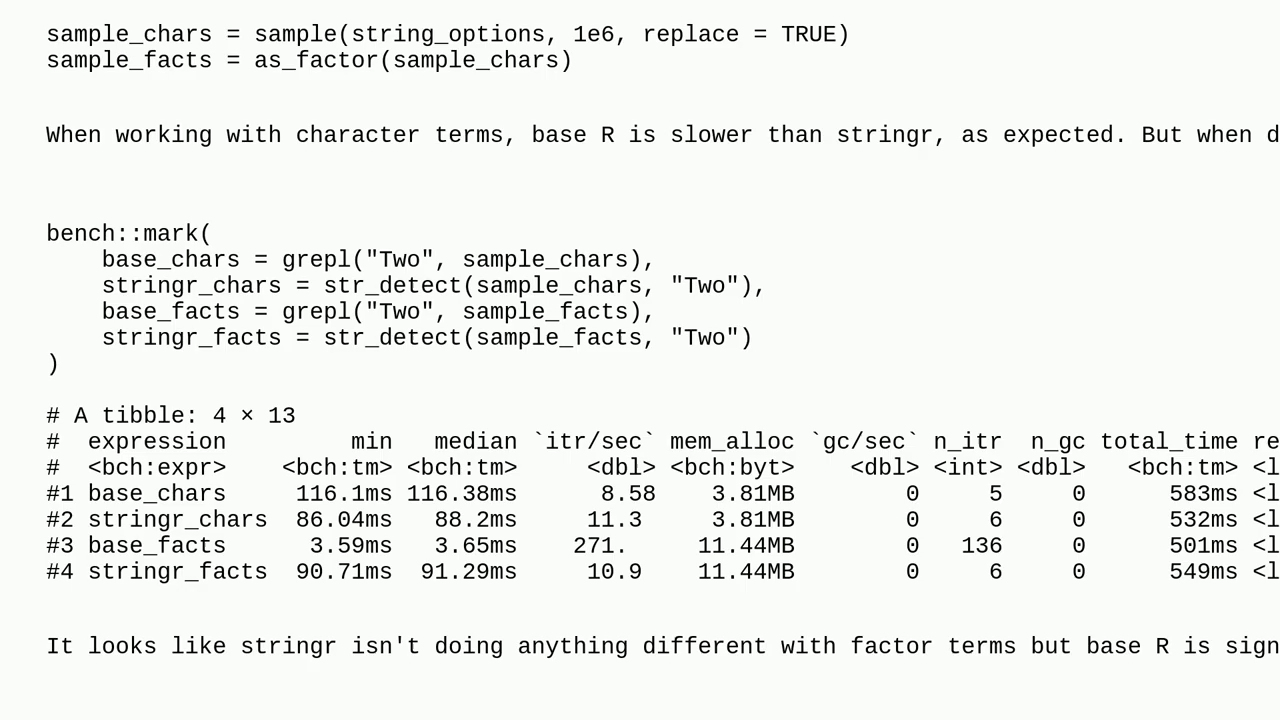 sample_chars = sample(string_options, 1e6, replace = TRUE)
sample_facts = as_factor(sample_chars)
When working with character terms, base R is slower than stringr, as expected. But when
bench::mark(
    base_chars = grepl("Two", sample_chars),
    stringr_chars = str_detect(sample_chars, "Two"),
    base_facts = grepl("Two", sample_facts),
    stringr_facts = str_detect(sample_facts, "Two")
)
# A tibble: 4 × 13
#  expression         min   median `itr/sec` mem_alloc `gc/sec` n_itr  n_gc total_time
#  <bch:expr>    <bch:tm> <bch:tm>     <dbl> <bch:byt>    <dbl> <int> <dbl>   <bch:tm>
#1 base_chars     116.1ms 116.38ms      8.58    3.81MB        0     5     0      583ms
#2 stringr_chars  86.04ms   88.2ms     11.3     3.81MB        0     6     0      532ms
#3 base_facts      3.59ms   3.65ms    271.     11.44MB        0   136     0      501ms
#4 stringr_facts  90.71ms  91.29ms     10.9    11.44MB        0     6     0      549ms
It looks like stringr isn't doing anything different with factor terms but base R is